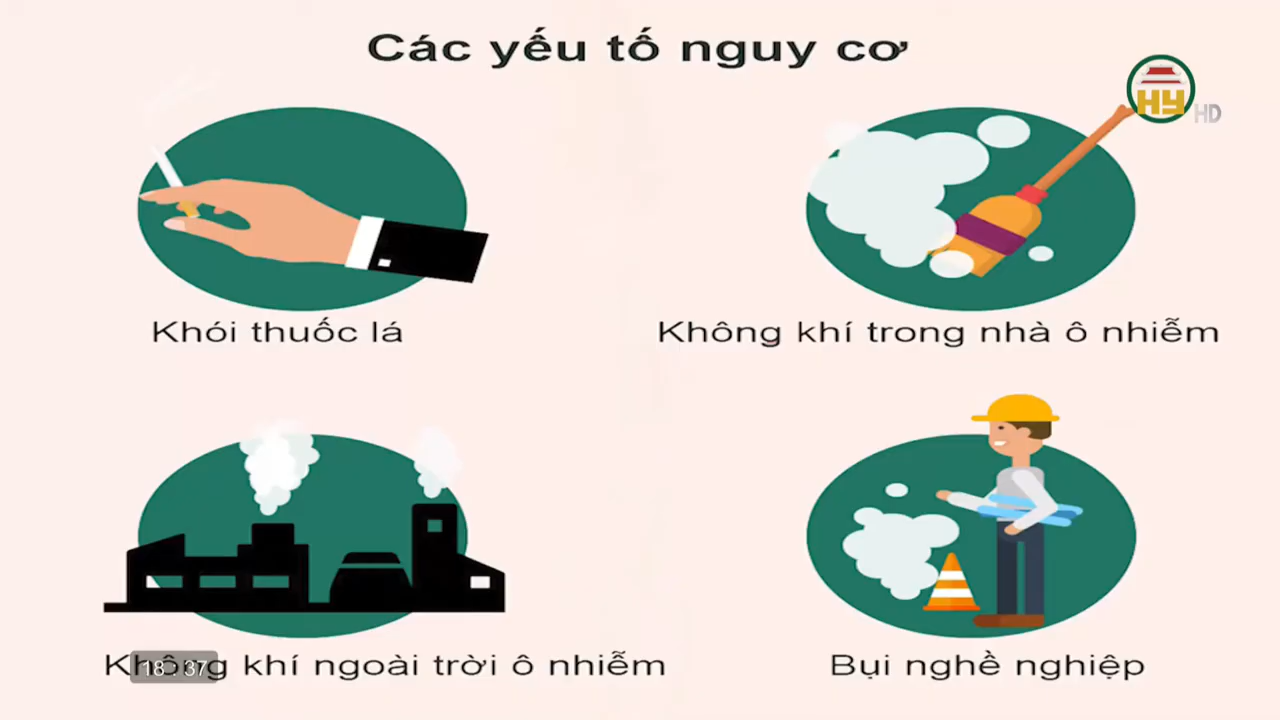 Các yếu tố nguy cơ
HY
HD
Khói thuốc lá
Không khí trong nhà ô nhiễm
Không khí ngoài trời ô nhiễm
18 : 37
Bụi nghề nghiệp